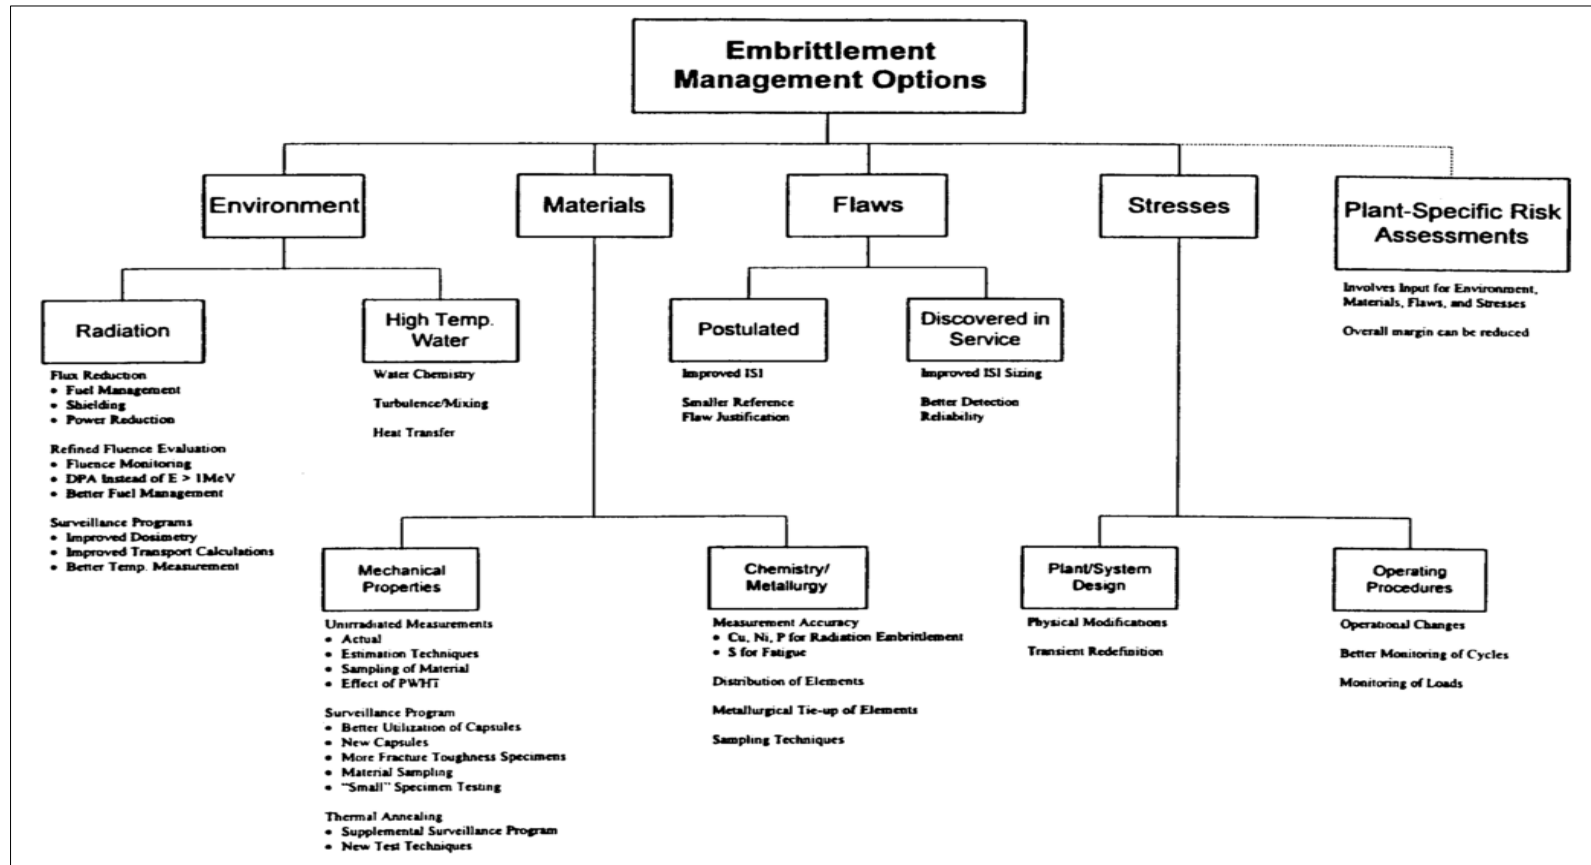 Embrittlement
Management Options
Environment
Materials
Flaws
Stresses
Plant-Specific Risk
Assessments
Involves Input for Environment,
Materials, Flaws, and Stresses
Overall margin can be reduced
Radiation
Flux Reduction
• Fuel Management
• Shielding
• Power Reduction
Refined Fluence Evaluation
• Fluence Monitoring
• DPA Instead of E > 1MeV
• Better Fuel Management
Surveillance Programs
• Improved Dosimetry
• Improved Transport Calculations
• Better Temp. Measurement
High Temp.
Water
Water Chemistry
Turbulence/Mixing
Heat Transfer
Postulated
Improved ISI
Smaller Reference
Flaw Justification
Discovered in
Service
Improved ISI Sizing
Better Detection
Reliability
Mechanical
Properties
Unirradiated Measurements
• Actual
• Estimation Techniques
• Sampling of Material
• Effect of PWHT
Surveillance Program
• Better Utilization of Capsules
• New Capsules
• More Fracture Toughness Specimens
• Material Sampling
• "Small" Specimen Testing
Thermal Annealing
• Supplemental Surveillance Program
• New Test Techniques
Chemistry/
Metallurgy
Measurement Accuracy
• Cu, Ni, P for Radiation Embrittlement
• S for Fatigue
Distribution of Elements
Metallurgical Tie-up of Elements
Sampling Techniques
Plant/System
Design
Physical Modifications
Transient Redefinition
Operating
Procedures
Operational Changes
Better Monitoring of Cycles
Monitoring of Loads